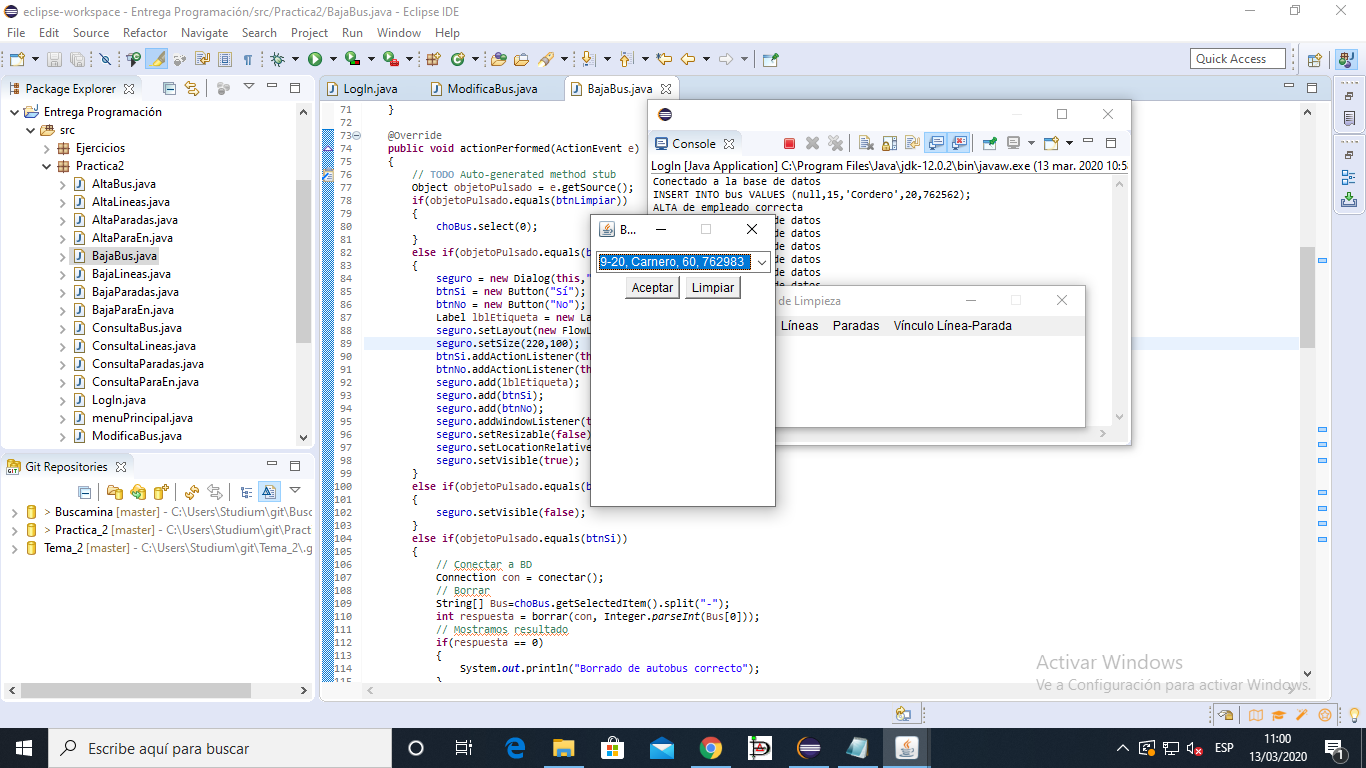 eclipse-workspace - Entrega Programación/src/Practica2/BajaBus.java - Eclipse IDE
File Edit Source Refactor Navigate Search Project Run Window Help
Quick Access
Package Explorer
Entrega Programación
src
Ejercicios
Practica2
AltaBus.java
AltaLineas.java
AltaParadas.java
AltaParaEn.java
BajaBus.java
BajaLineas.java
BajaParadas.java
BajaParaEn.java
ConsultaBus.java
ConsultaLineas.java
ConsultaParadas.java
ConsultaParaEn.java
LogIn.java
menuPrincipal.java
ModificaBus.java
Git Repositories
> Buscamina [master] - C:\Users\Studium\git\Busc
> Practica_2 [master] - C:\Users\Studium\git\Pract
Tema_2 [master] - C:\Users\Studium\git\Tema_2\.g
LogIn.java ModificaBus.java BajaBus.java
71 }
72
73 @Override
74 public void actionPerformed(ActionEvent e)
75 {
76 // TODO Auto-generated method stub
77 Object objetoPulsado = e.getSource();
78 if(objetoPulsado.equals(btnLimpiar))
79 {
80 choBus.select(0);
81 }
82 else if(objetoPulsado.equals(b
83 {
84 seguro = new Dialog(this,"
85 btnSi = new Button("Sí");
86 btnNo = new Button("No");
87 Label lblEtiqueta = new La
88 seguro.setLayout(new FlowL
89 seguro.setSize(220,100);
90 btnSi.addActionListener(th
91 btnNo.addActionListener(th
92 seguro.add(lblEtiqueta);
93 seguro.add(btnSi);
94 seguro.add(btnNo);
95 seguro.addWindowListener(t
96 seguro.setResizable(false)
97 seguro.setLocationRelative
98 seguro.setVisible(true);
99 }
100 else if(objetoPulsado.equals(b
101 {
102 seguro.setVisible(false);
103 }
104 else if(objetoPulsado.equals(btnSi))
105 {
106 // Conectar a BD
107 Connection con = conectar();
108 // Borrar
109 String[] Bus=choBus.getSelectedItem().split("-");
110 int respuesta = borrar(con, Integer.parseInt(Bus[0]));
111 // Mostramos resultado
112 if(respuesta == 0)
113 {
114 System.out.println("Borrado de autobus correcto");
115 }
Console
LogIn [Java Application] C:\Program Files\Java\jdk-12.0.2\bin\javaw.exe (13 mar. 2020 10:5
Conectado a la base de datos
INSERT INTO bus VALUES (null,15,'Cordero',20,762562);
ALTA de empleado correcta
de datos
de datos
de datos
de datos
de datos
de datos
B...
9-20, Carnero, 60, 762983
Aceptar Limpiar
de Limpieza
Líneas Paradas Vínculo Línea-Parada
Activar Windows
Ve a Configuración para activar Windows.
Escribe aquí para buscar
ESP
11:00
13/03/2020
1